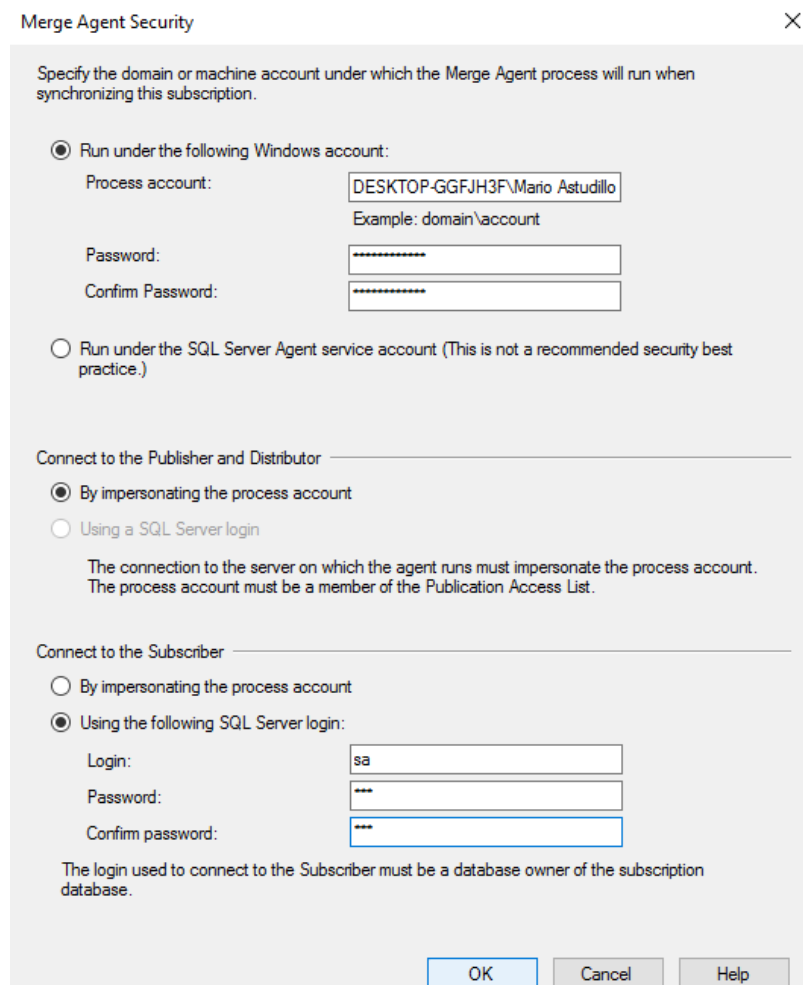 Merge Agent Security
Specify the domain or machine account under which the Merge Agent process will run when
synchronizing this subscription.
Run under the following Windows account:
Process account:
DESKTOP-GGFJH3F\Mario Astudillo
Example: domain\account
Password:
************
Confirm Password:
************
Run under the SQL Server Agent service account (This is not a recommended security best
practice.)
Connect to the Publisher and Distributor
By impersonating the process account
Using a SQL Server login
The connection to the server on which the agent runs must impersonate the process account.
The process account must be a member of the Publication Access List.
Connect to the Subscriber
By impersonating the process account
Using the following SQL Server login:
Login:
sa
Password:
***
Confirm password:
***
The login used to connect to the Subscriber must be a database owner of the subscription
database.
OK
Cancel
Help